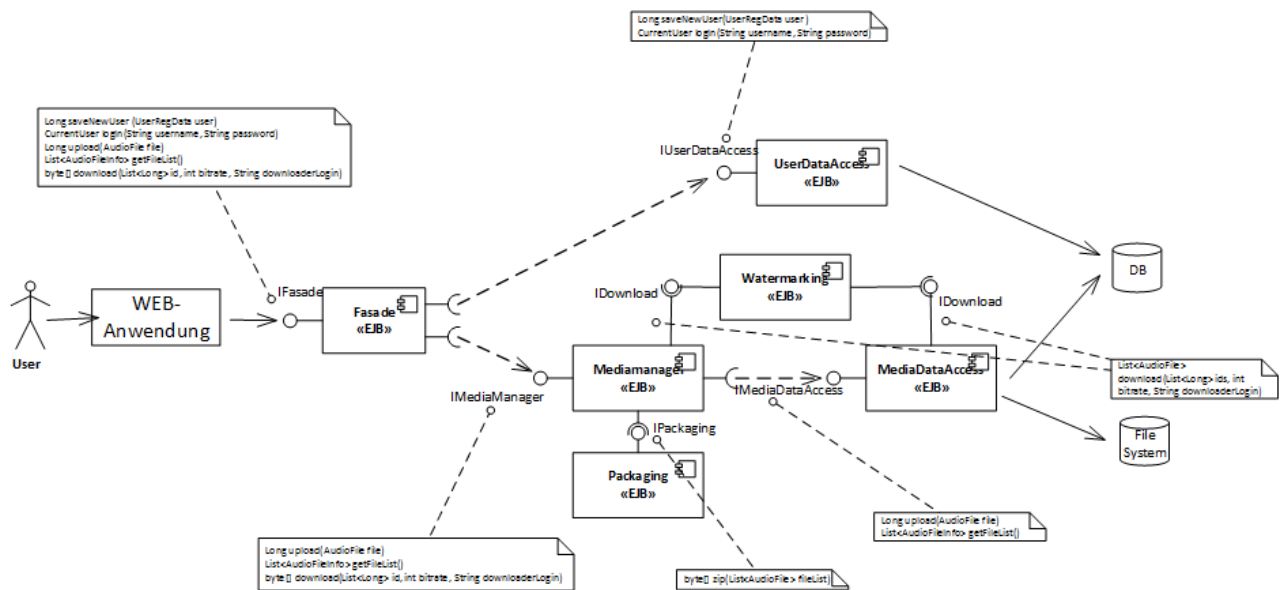 Long saveNewUser(UserRegData user)
CurrentUser login(String username, String password)
Long saveNewUser (UserRegData user)
CurrentUser login(String username, String password)
Long upload(AudioFile file)
List<AudioFileInfo> getFileList()
byte[] download(List<Long> id, int bitrate, String downloaderLogin)
IUserDataAccess
UserDataAccess
«EJB»
IFasade
WEB-
Anwendung
User
Fasade
«EJB»
IDownload
Watermarking
«EJB»
IDownload
DB
Mediamanager
«EJB»
IMediaManager
IMediaDataAccess
MediaDataAccess
«EJB»
List<AudioFile>
download(List<Long> ids, int
bitrate, String downloaderLogin)
IPackaging
Packaging
«EJB»
File
System
Long upload(AudioFile file)
List<AudioFileInfo> getFileList()
Long upload(AudioFile file)
List<AudioFileInfo> getFileList()
byte[] download(List<Long> id, int bitrate, String downloaderLogin)
byte[] zip(List<AudioFile> fileList)